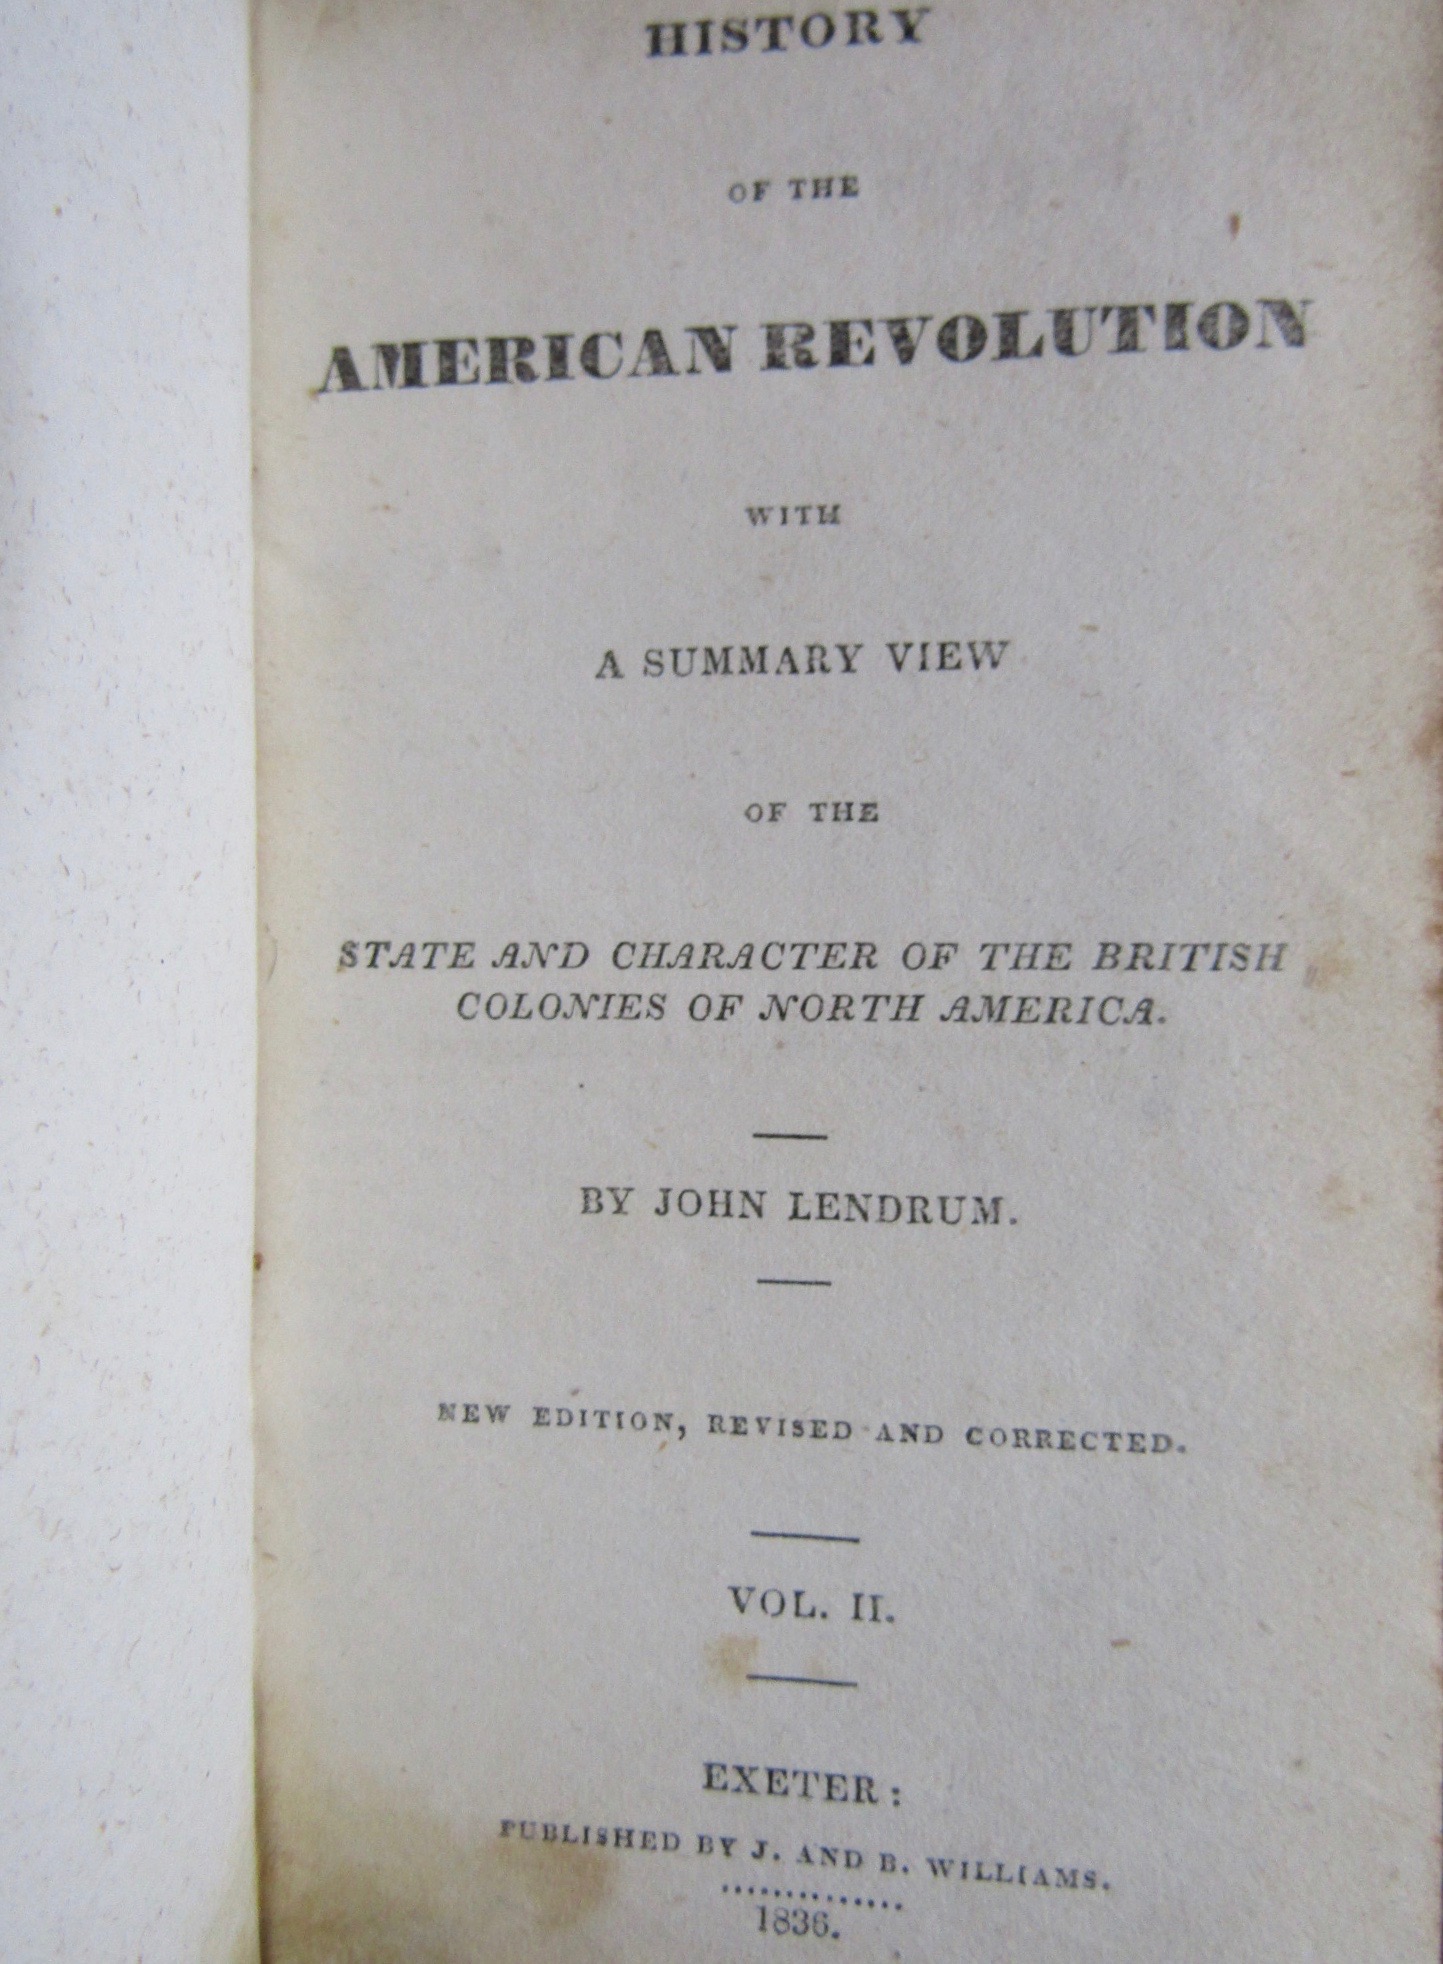 HISTORY
OF THE
AMERICAN REVOLUTION
WITH
A SUMMARY VIEW
OF THE
STATE AND CHARACTER OF THE BRITISH
COLONIES OF NORTH AMERICA.
BY JOHN LENDRUM.
NEW EDITION, REVISED AND CORRECTED.
VOL. II.
EXETER:
PUBLISHED BY J. AND B. WILLIAMS.
1836.